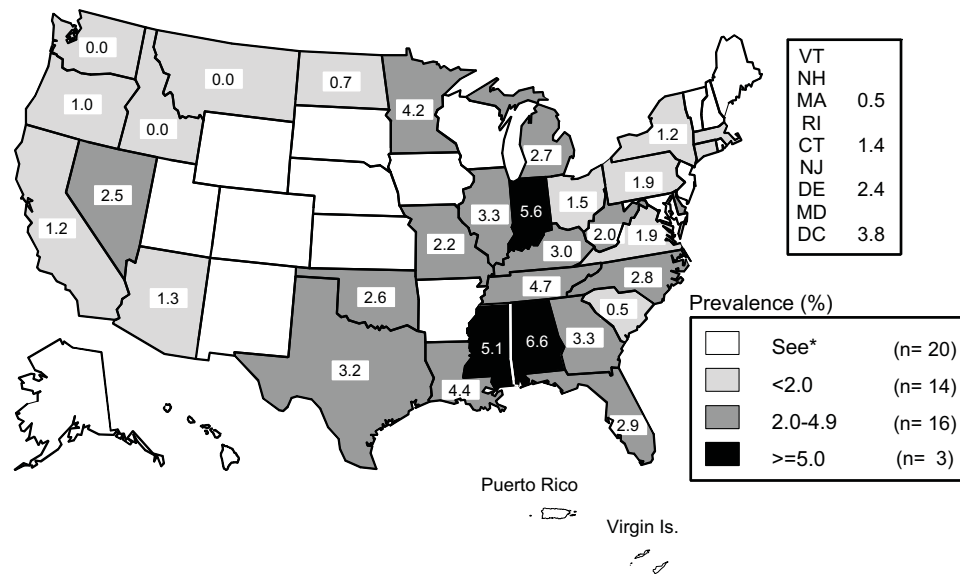 0.0
0.0
0.7
4.2
1.0
0.0
2.7
1.2
1.9
2.5
3.3
5.6
1.5
2.0
1.9
1.2
2.2
3.0
2.8
4.7
1.3
2.6
0.5
5.1
6.6
3.3
3.2
4.4
2.9
VT
NH
MA 0.5
RI
CT 1.4
NJ
DE 2.4
MD
DC 3.8
Prevalence (%)
See* (n= 20)
<2.0 (n= 14)
2.0-4.9 (n= 16)
>=5.0 (n= 3)
Puerto Rico
Virgin Is.